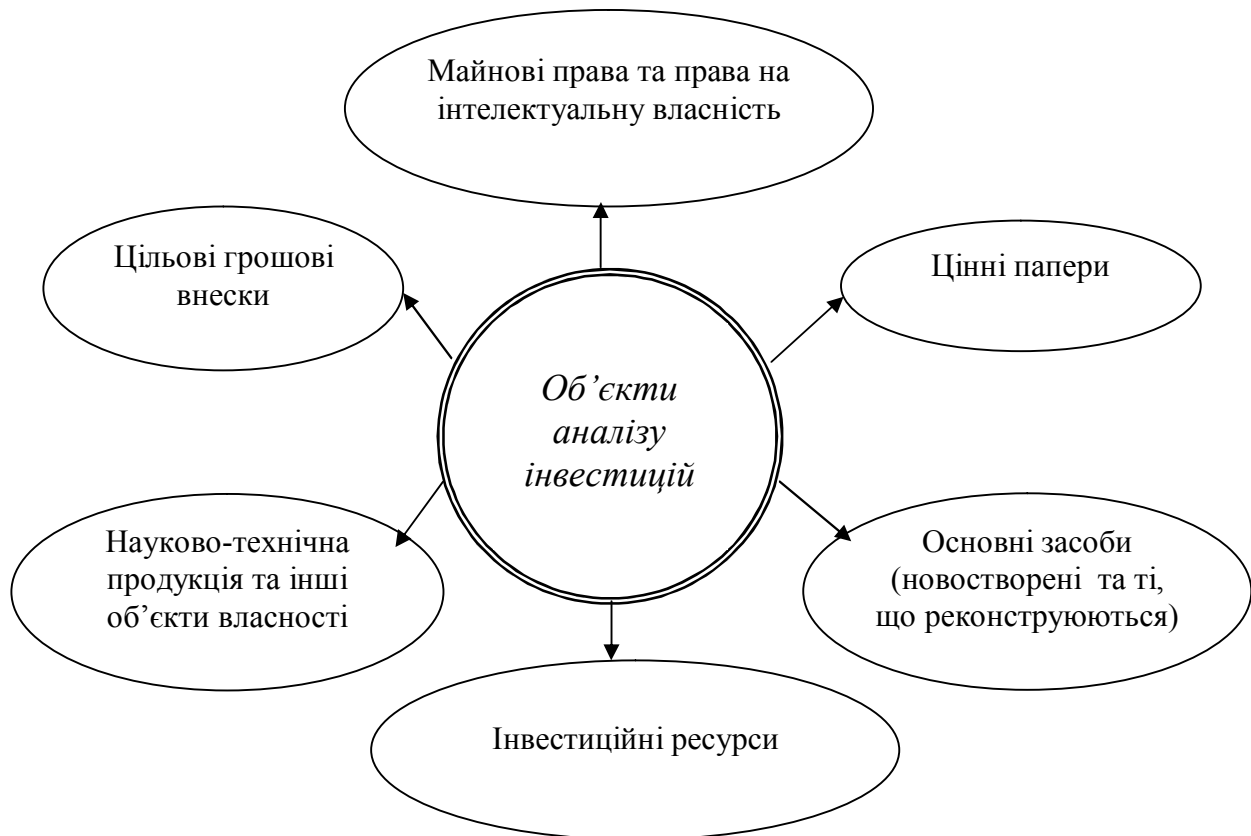 Майнові права та права на
інтелектуальну власність
Цільові грошові
внески
Цінні папери
Об’єкти
аналізу
інвестицій
Науково-технічна
продукція та інші
об’єкти власності
Основні засоби
(новостворені та ті,
що реконструюються)
Інвестиційні ресурси